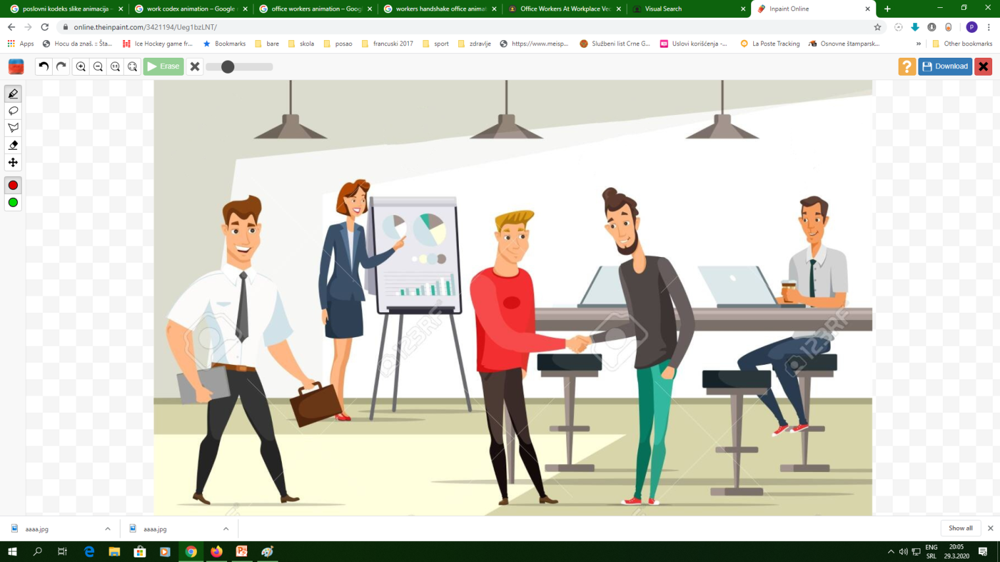 poslovni kodeks slike animacija -
work codex animation – Google
office workers animation – Goog
workers handshake office animat
Office Workers At Workplace Vec
Visual Search
Inpaint Online
online.theinpaint.com/3421194/Ueg1bzLNT/
Apps
Hocu da znaš. :: Šta...
Ice Hockey game fr...
Bookmarks
bare
skola
posao
francuski 2017
sport
zdravlje
https://www.meisp...
Službeni list Crne G...
Uslovi korišćenja -...
La Poste Tracking
Osnovne štamparsk...
»
Other bookmarks
Erase
1:1
?
Download
123RF
123RF
aaaa.jpg
aaaa.jpg
Show all
ENG
SRL
20:05
29.3.2020